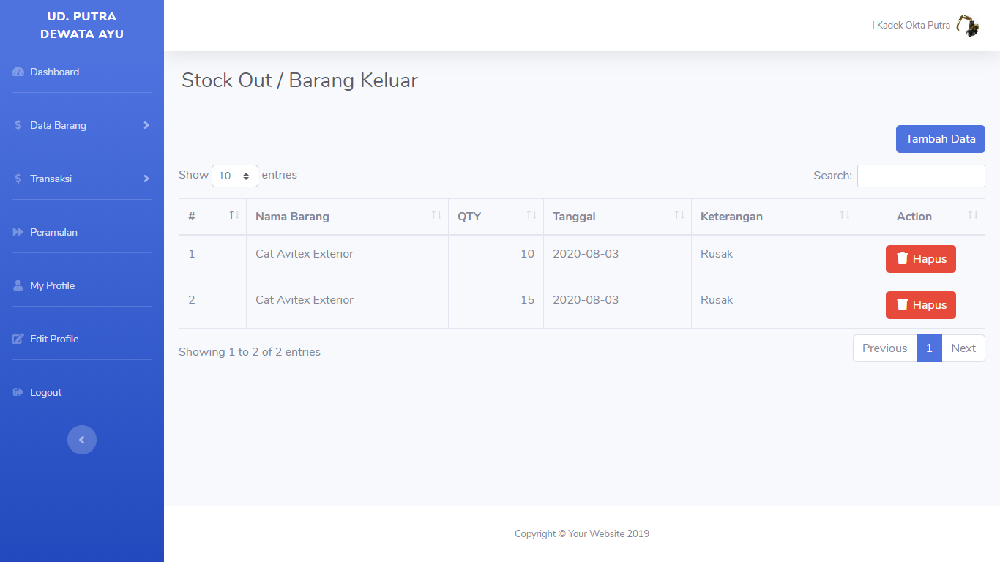 UD. PUTRA
DEWATA AYU
Dashboard
Data Barang
Transaksi
Peramalan
My Profile
Edit Profile
Logout
I Kadek Okta Putra
Stock Out / Barang Keluar
Tambah Data
Show 10 entries
Search:
# Nama Barang QTY Tanggal Keterangan Action
1 Cat Avitex Exterior 10 2020-08-03 Rusak Hapus
2 Cat Avitex Exterior 15 2020-08-03 Rusak Hapus
Showing 1 to 2 of 2 entries
Previous 1 Next
Copyright © Your Website 2019